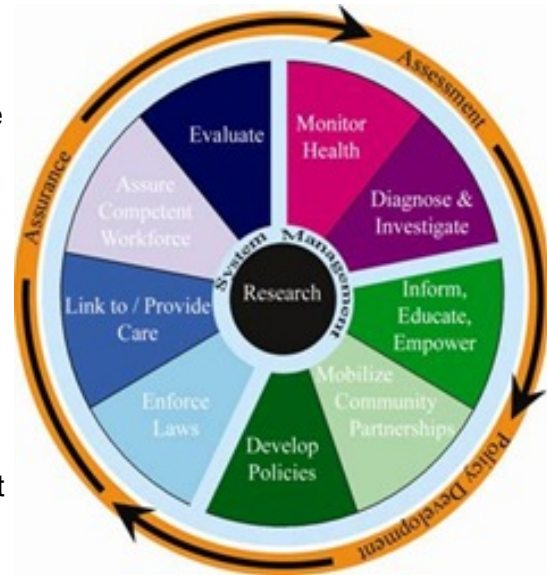 Assessment
Monitor
Health
Diagnose &
Investigate
Inform,
Educate,
Empower
Policy Development
Mobilize
Community
Partnerships
Develop
Policies
Enforce
Laws
Link to / Provide
Care
Assure
Competent
Workforce
Evaluate
Assurance
System Management
Research
e
t